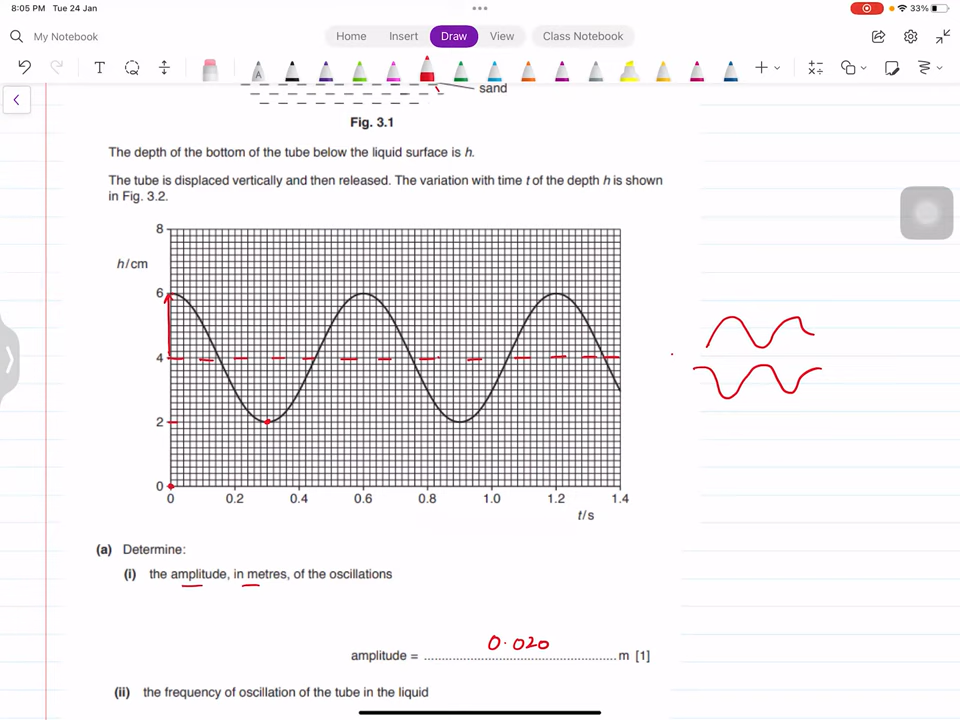 8:05 PM Tue 24 Jan
33%
My Notebook
Home Insert Draw View Class Notebook
T
A
sand
Fig. 3.1
The depth of the bottom of the tube below the liquid surface is h.
The tube is displaced vertically and then released. The variation with time t of the depth h is shown
in Fig. 3.2.
8
h/cm
6
4
2
0
0 0.2 0.4 0.6 0.8 1.0 1.2 1.4
t/s
(a) Determine:
(i) the amplitude, in metres, of the oscillations
0.020
amplitude = ................................................ m [1]
(ii) the frequency of oscillation of the tube in the liquid